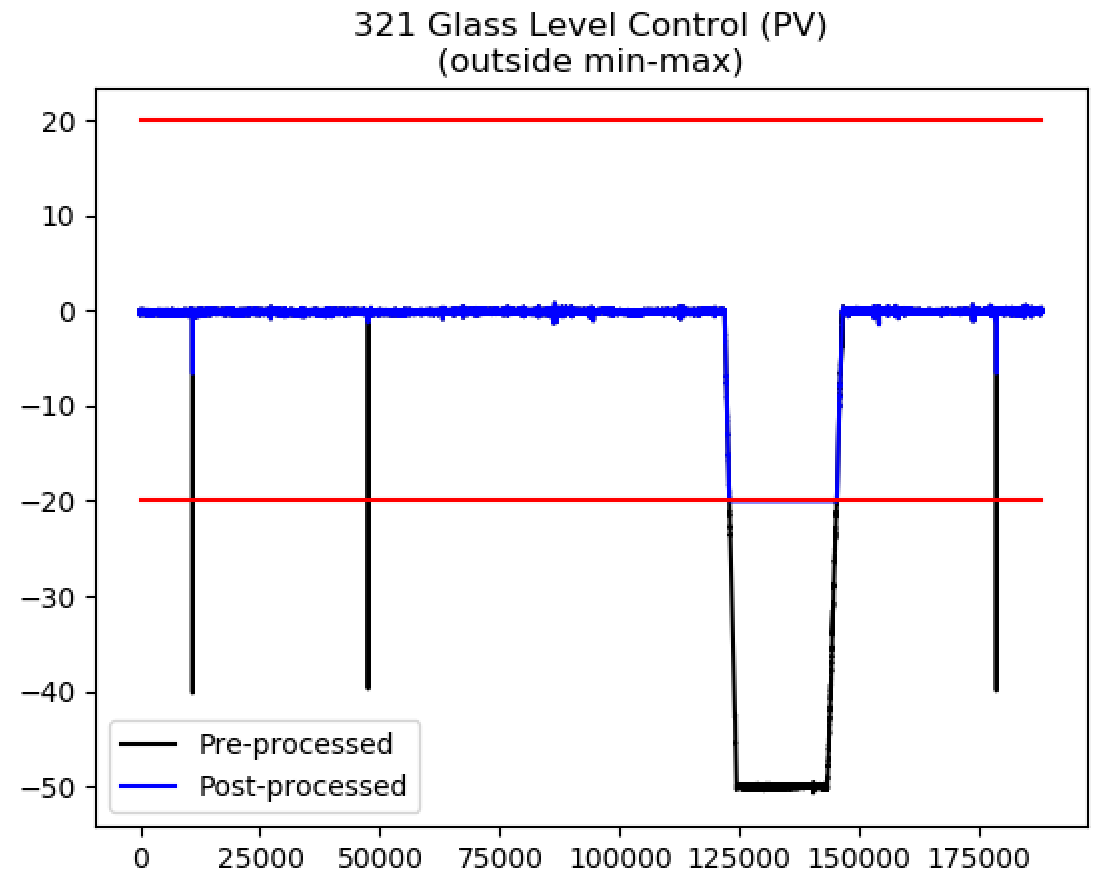 321 Glass Level Control (PV)
(outside min-max)
20
10
0
−10
−20
−30
−40
−50
Pre-processed
Post-processed
0 25000 50000 75000 100000 125000 150000 175000